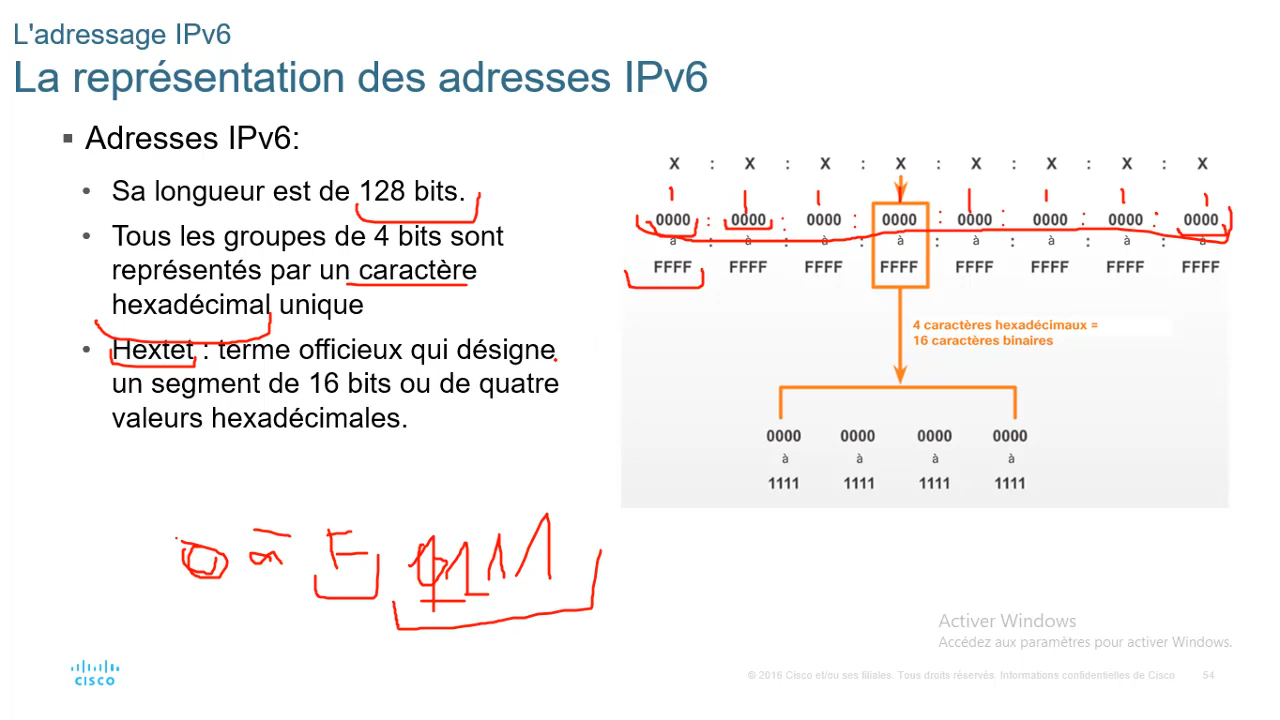 L'adressage IPv6
La représentation des adresses IPv6
▪ Adresses IPv6:
• Sa longueur est de 128 bits.
• Tous les groupes de 4 bits sont
représentés par un caractère
hexadécimal unique
• Hextet : terme officieux qui désigne
un segment de 16 bits ou de quatre
valeurs hexadécimales.
X : X : X : X : X : X : X : X
0000 : 0000 : 0000 : 0000 : 0000 : 0000 : 0000 : 0000
à : à : à : à : à : à : à : à
FFFF : FFFF : FFFF : FFFF : FFFF : FFFF : FFFF : FFFF
4 caractères hexadécimaux =
16 caractères binaires
0000 0000 0000 0000
à à à à
1111 1111 1111 1111
F 1111
Activer Windows
Accédez aux paramètres pour activer Windows.
CISCO
© 2016 Cisco et/ou ses filiales. Tous droits réservés. Informations confidentielles de Cisco 54